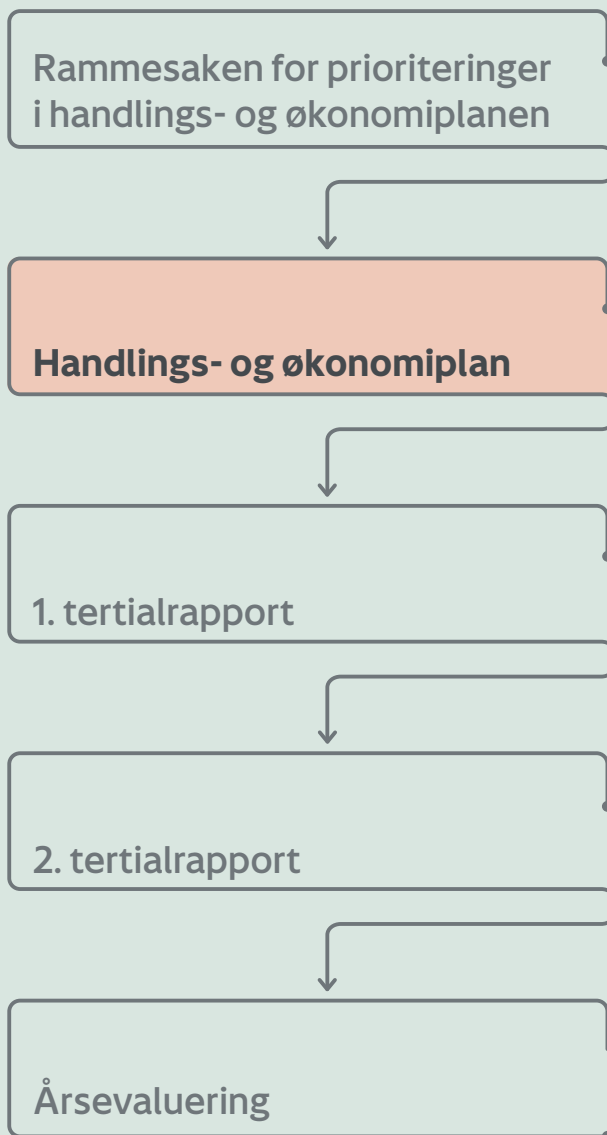 Rammesaken for prioriteringer
i handlings- og økonomiplanen
Handlings- og økonomiplan
1. tertialrapport
2. tertialrapport
Årsevaluering